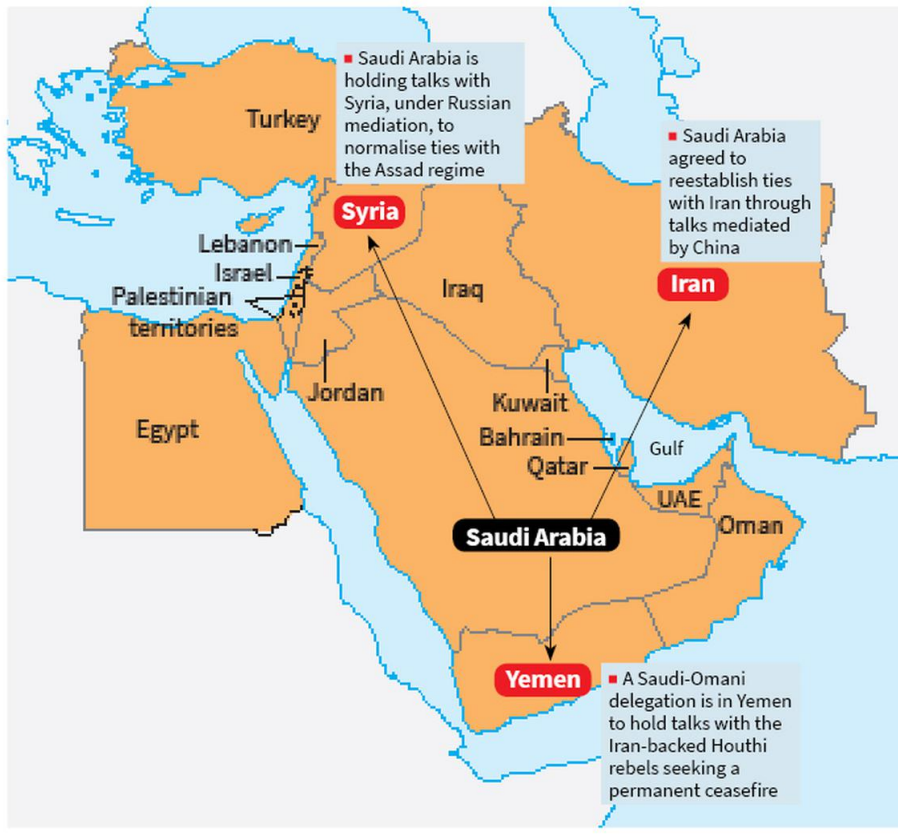 ■ Saudi Arabia is
holding talks with
Syria, under Russian
mediation, to
normalise ties with
the Assad regime
Turkey
■ Saudi Arabia
agreed to
reestablish ties
with Iran through
talks mediated
by China
Syria
Lebanon
Israel
Palestinian
territories
Iraq
Iran
Jordan
Kuwait
Egypt
Bahrain
Gulf
Qatar
UAE
Saudi Arabia
Oman
Yemen
■ A Saudi-Omani
delegation is in Yemen
to hold talks with the
Iran-backed Houthi
rebels seeking a
permanent ceasefire